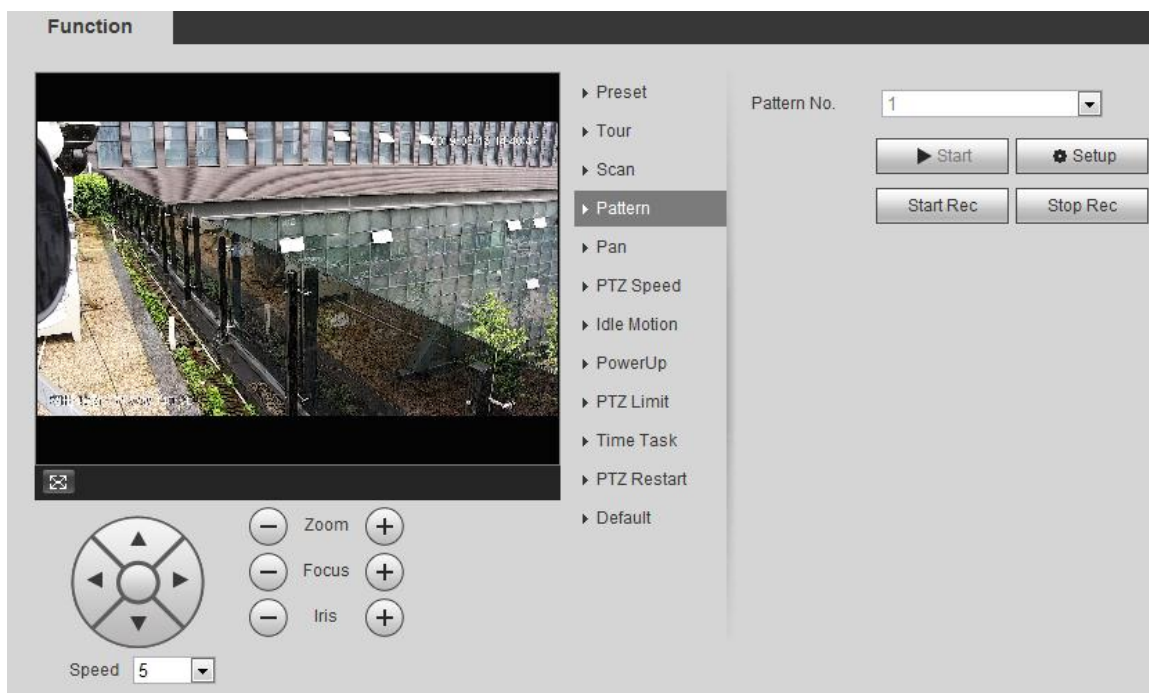 Function
Preset
Tour
Scan
Pattern
Pan
PTZ Speed
Idle Motion
PowerUp
PTZ Limit
Time Task
PTZ Restart
Default
Pattern No. 1
Start Setup
Start Rec Stop Rec
Zoom
Focus
Iris
Speed 5